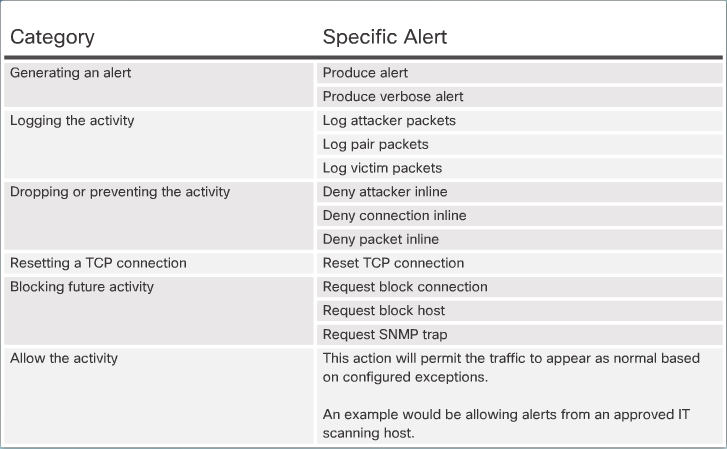 Category Specific Alert
Generating an alert Produce alert
Produce verbose alert
Logging the activity Log attacker packets
Log pair packets
Log victim packets
Dropping or preventing the activity Deny attacker inline
Deny connection inline
Deny packet inline
Resetting a TCP connection Reset TCP connection
Blocking future activity Request block connection
Request block host
Request SNMP trap
Allow the activity This action will permit the traffic to appear as normal based
on configured exceptions.
An example would be allowing alerts from an approved IT
scanning host.